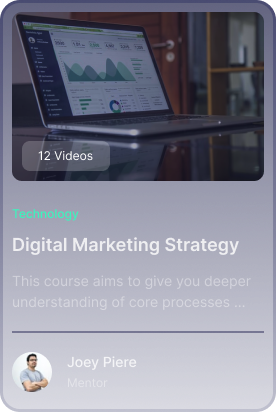 12 Videos
Technology
Digital Marketing Strategy
This course aims to give you deeper
understanding of core processes ...
Joey Piere
Mentor